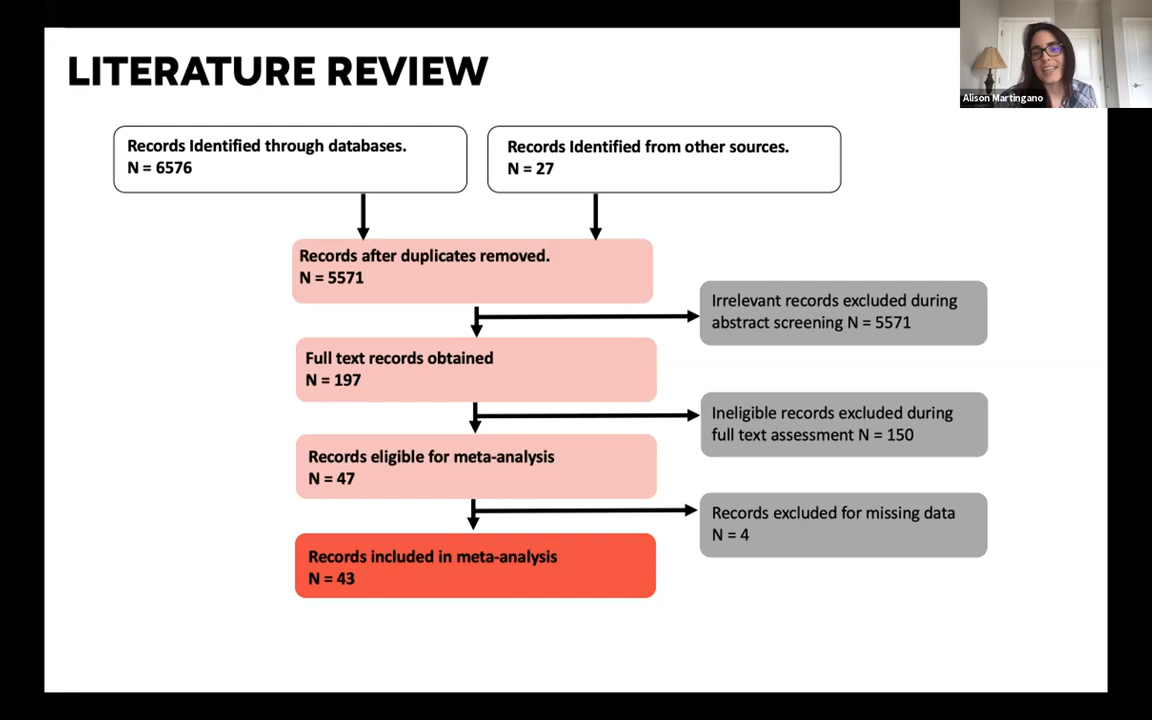 LITERATURE REVIEW
Alison Martingano
Records Identified through databases.
N = 6576
Records Identified from other sources.
N = 27
Records after duplicates removed.
N = 5571
Irrelevant records excluded during
abstract screening N = 5571
Full text records obtained
N = 197
Ineligible records excluded during
full text assessment N = 150
Records eligible for meta-analysis
N = 47
Records excluded for missing data
N = 4
Records included in meta-analysis
N = 43